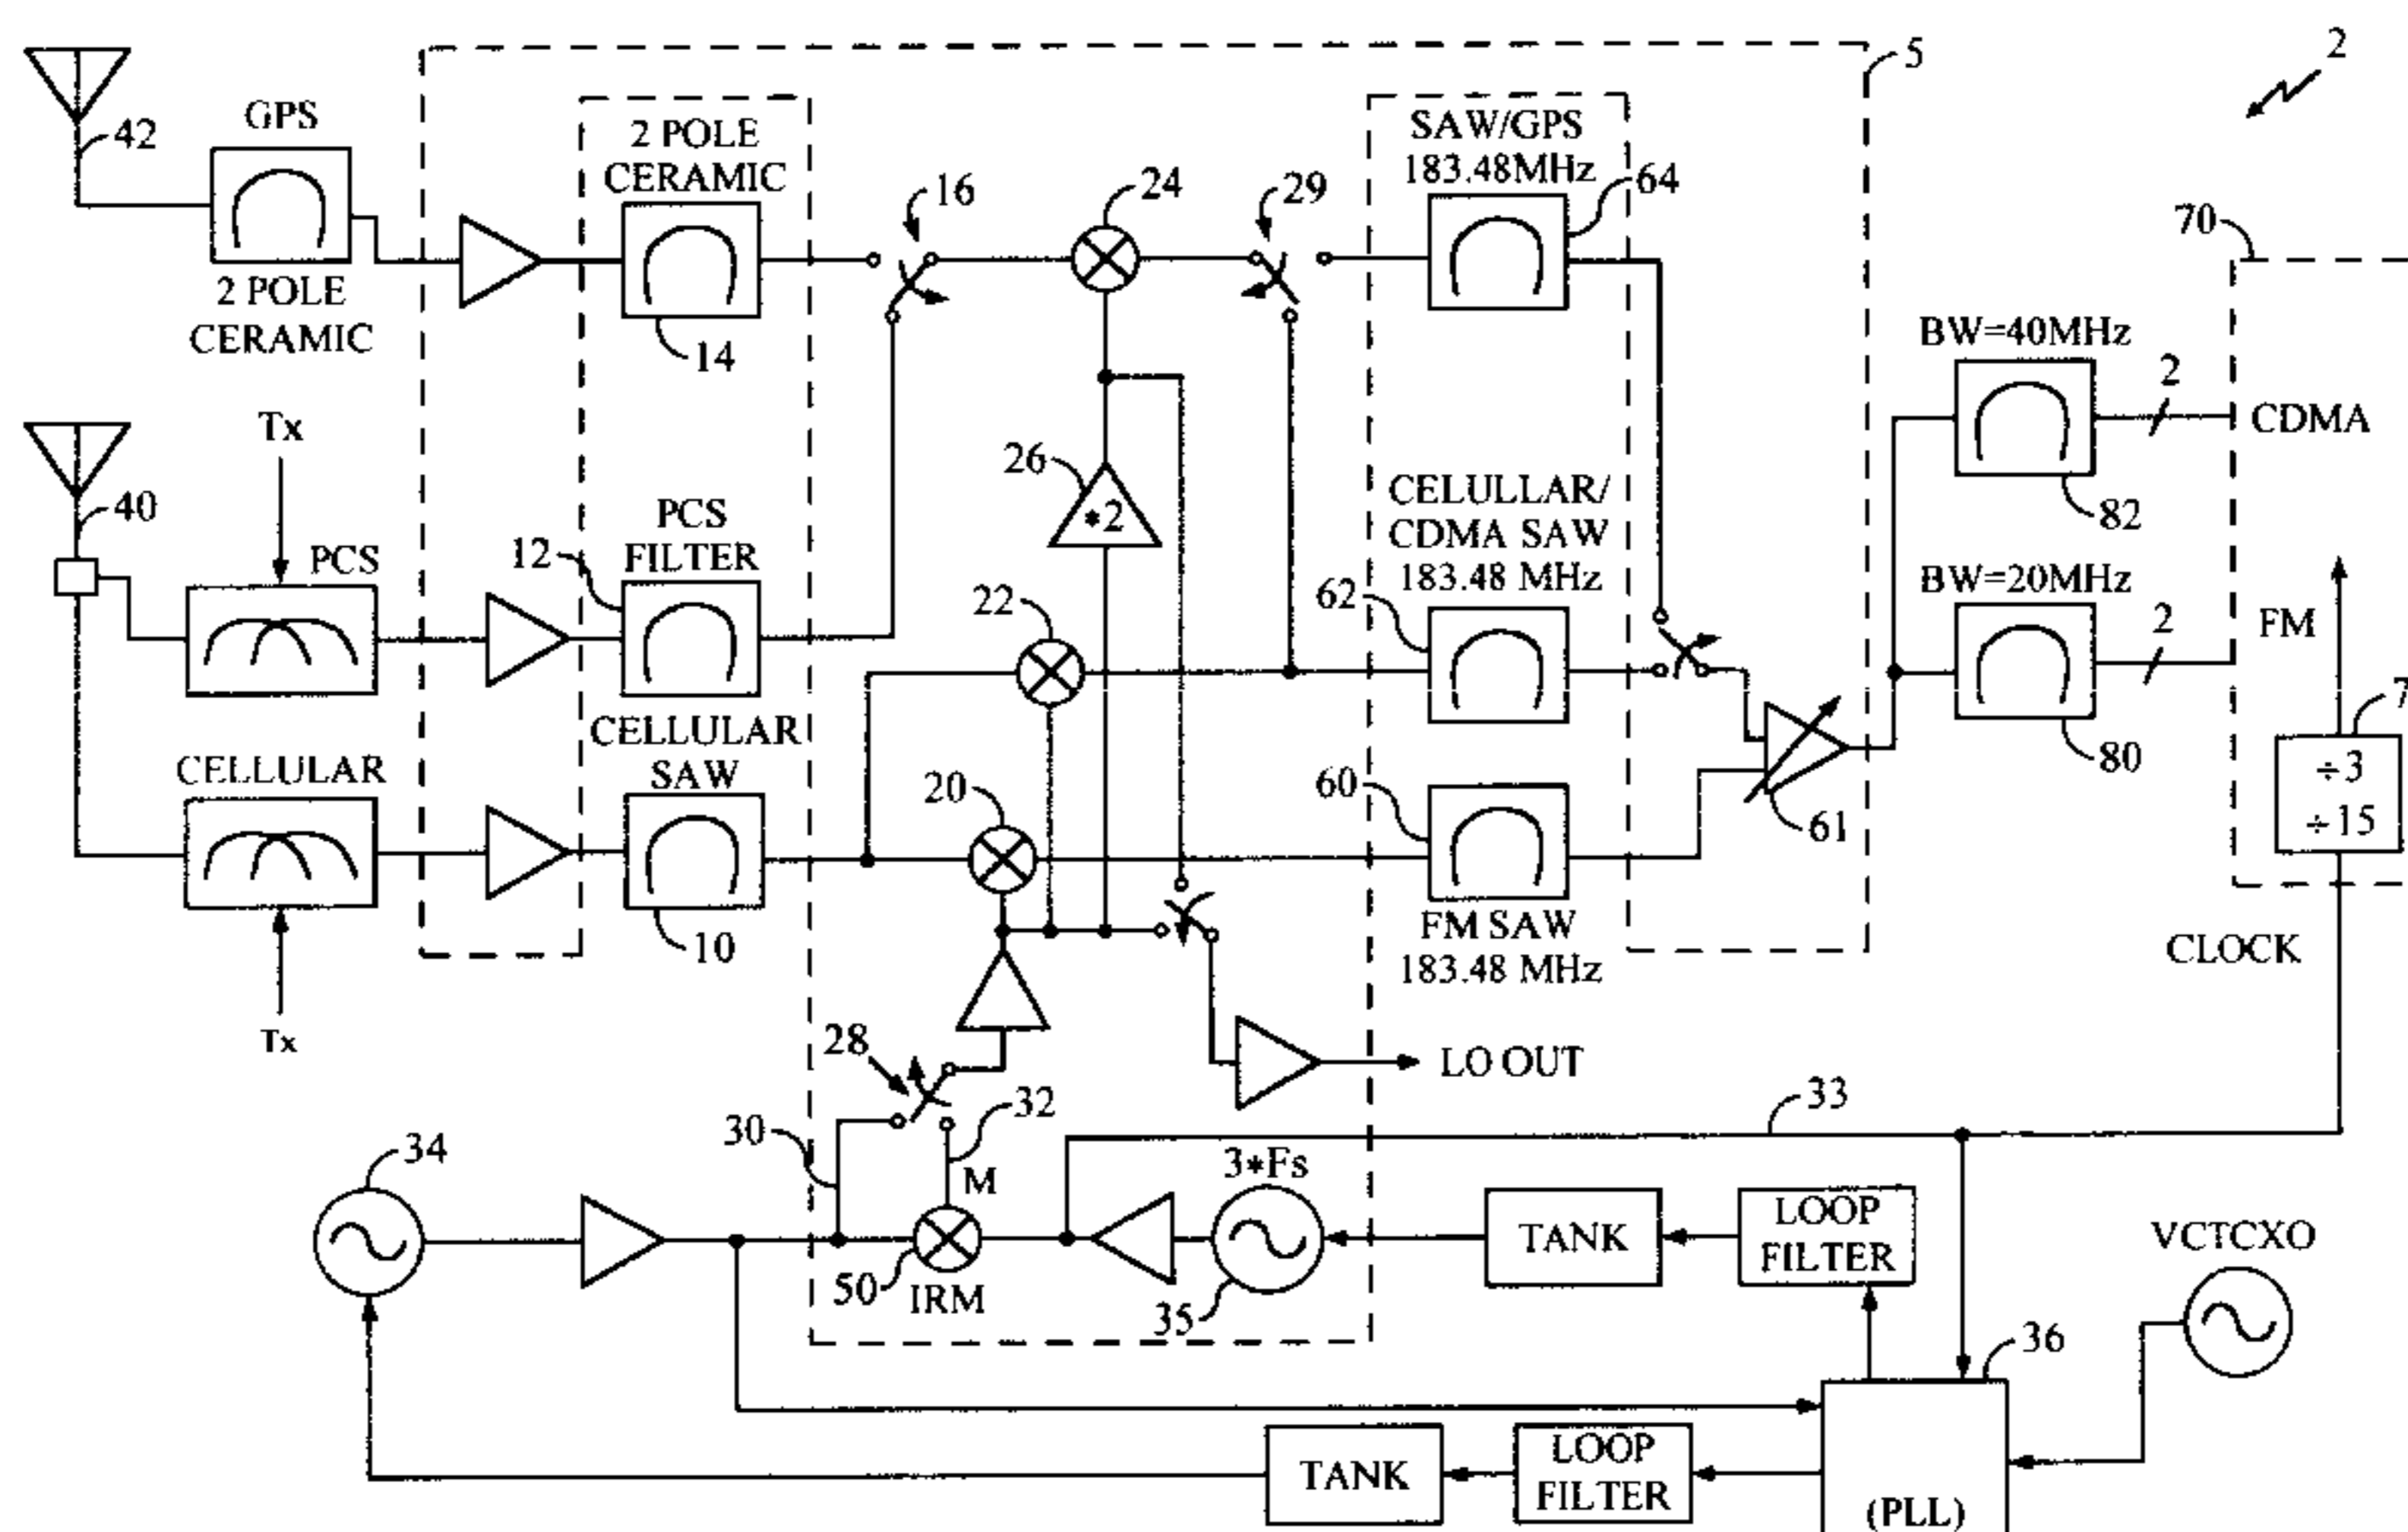 2
5
42
GPS
2 POLE
CERAMIC
2 POLE
CERAMIC
14
16
24
29
SAW/GPS
183.48MHz
64
70
BW=40MHz
2
CDMA
82
Tx
40
PCS
12
PCS
FILTER
26
*2
22
62
CELULLAR/
CDMA SAW
183.48 MHz
BW=20MHz
2
FM
80
7
÷3
÷15
CELLULAR
CELLULAR
SAW
10
20
60
61
FM SAW
183.48 MHz
CLOCK
Tx
28
LO OUT
30
32
33
34
M
3*Fs
50
IRM
35
TANK
LOOP
FILTER
VCTCXO
36
TANK
LOOP
FILTER
(PLL)